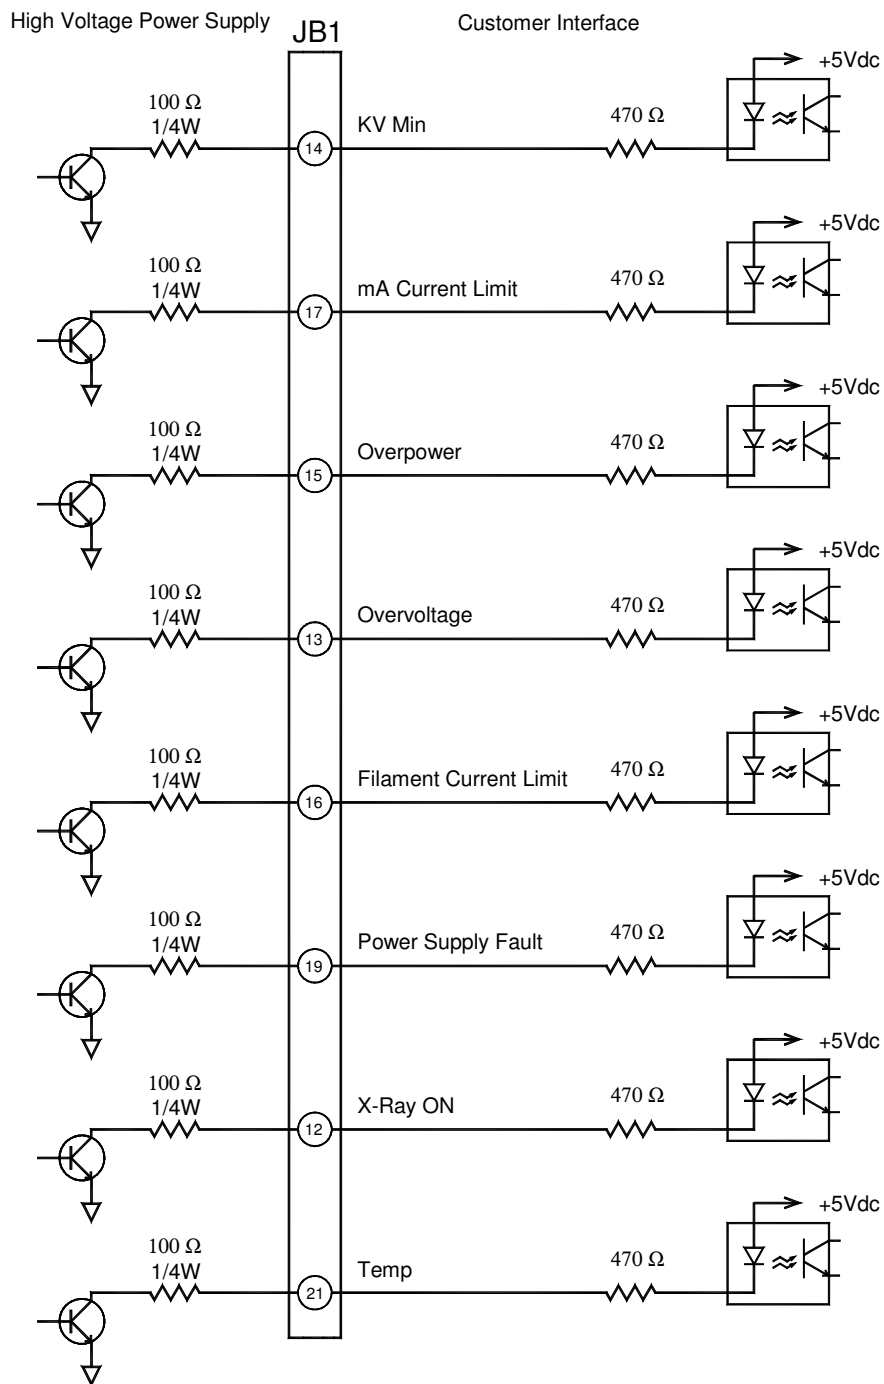 High Voltage Power Supply JB1 Customer Interface
+5Vdc
100 Ω
1/4W
14
KV Min
470 Ω
+5Vdc
100 Ω
1/4W
17
mA Current Limit
470 Ω
+5Vdc
100 Ω
1/4W
15
Overpower
470 Ω
+5Vdc
100 Ω
1/4W
13
Overvoltage
470 Ω
+5Vdc
100 Ω
1/4W
16
Filament Current Limit
470 Ω
+5Vdc
100 Ω
1/4W
19
Power Supply Fault
470 Ω
+5Vdc
100 Ω
1/4W
12
X-Ray ON
470 Ω
+5Vdc
100 Ω
1/4W
21
Temp
470 Ω